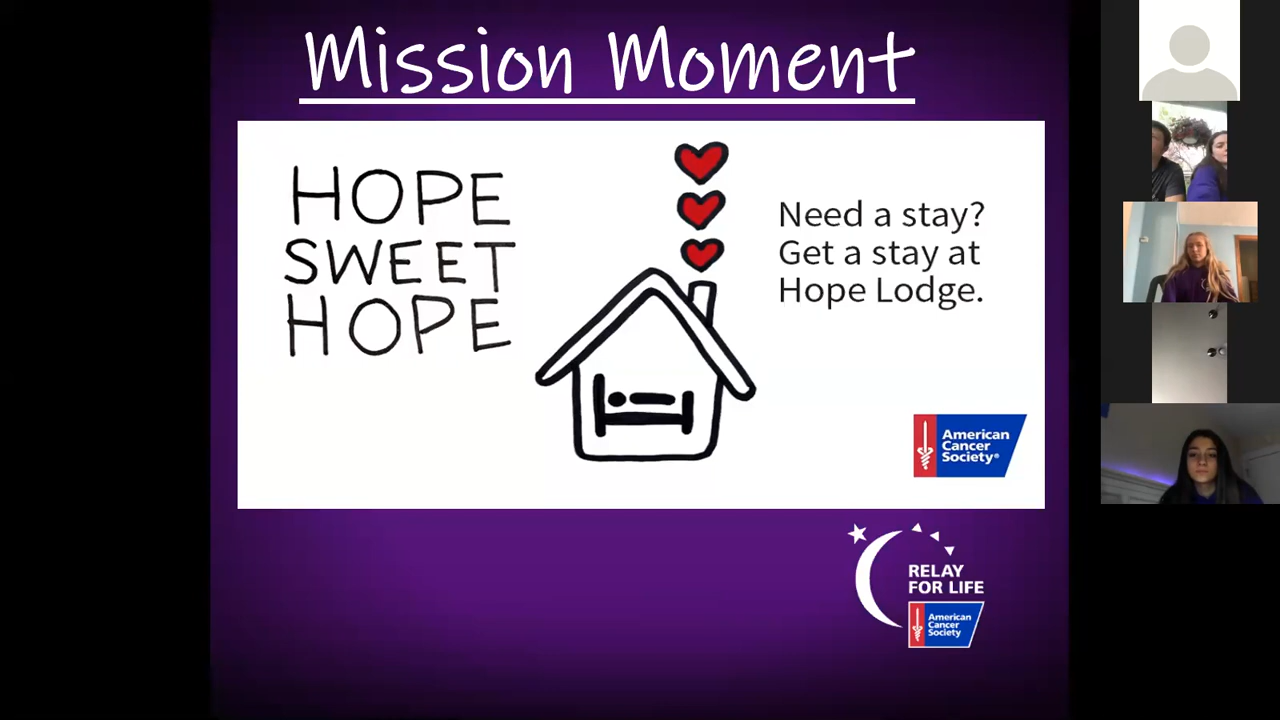 Mission Moment
HOPE
SWEET
HOPE
Need a stay?
Get a stay at
Hope Lodge.
American
Cancer
Society®
RELAY
FOR LIFE
American
Cancer
Society